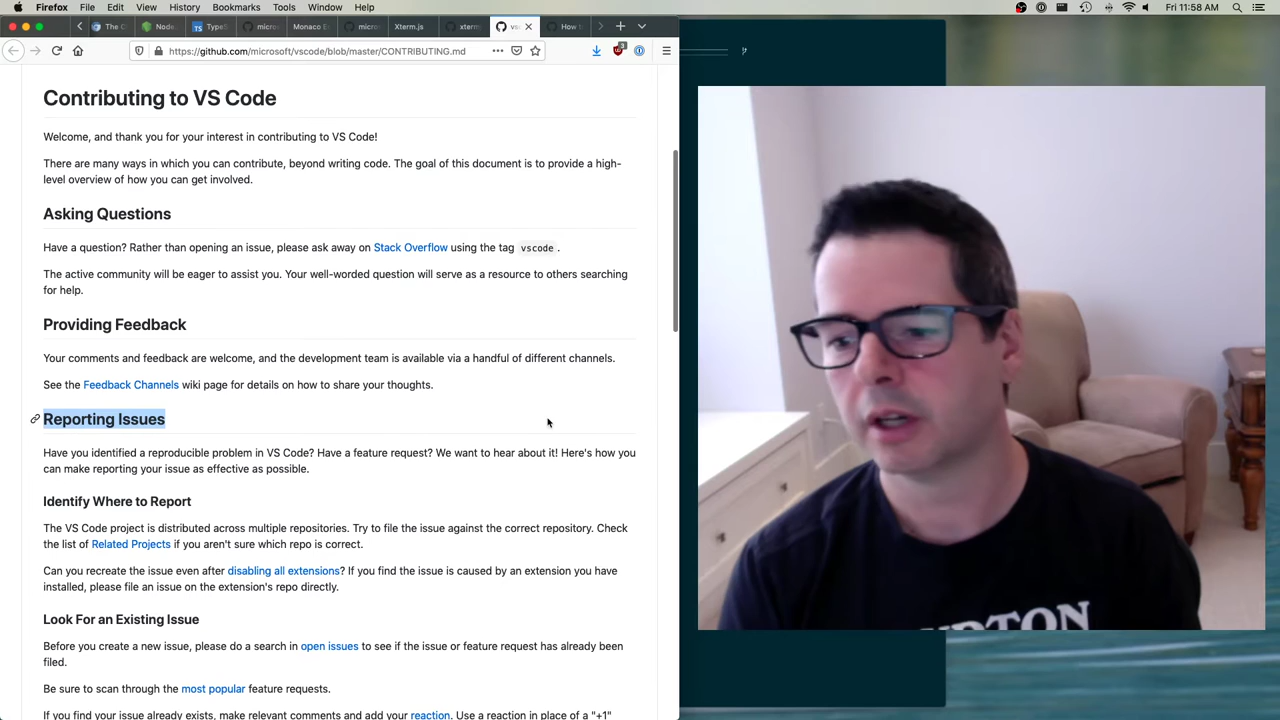 Firefox File Edit View History Bookmarks Tools Window Help Fri 11:58 AM
The C Node. TS TypeS micro Monaco E micro Xterm.js xterm vsc How t
https://github.com/microsoft/vscode/blob/master/CONTRIBUTING.md
3
Contributing to VS Code
Welcome, and thank you for your interest in contributing to VS Code!
There are many ways in which you can contribute, beyond writing code. The goal of this document is to provide a high-
level overview of how you can get involved.
Asking Questions
Have a question? Rather than opening an issue, please ask away on Stack Overflow using the tag vscode .
The active community will be eager to assist you. Your well-worded question will serve as a resource to others searching
for help.
Providing Feedback
Your comments and feedback are welcome, and the development team is available via a handful of different channels.
See the Feedback Channels wiki page for details on how to share your thoughts.
Reporting Issues
Have you identified a reproducible problem in VS Code? Have a feature request? We want to hear about it! Here's how you
can make reporting your issue as effective as possible.
Identify Where to Report
The VS Code project is distributed across multiple repositories. Try to file the issue against the correct repository. Check
the list of Related Projects if you aren't sure which repo is correct.
Can you recreate the issue even after disabling all extensions? If you find the issue is caused by an extension you have
installed, please file an issue on the extension's repo directly.
Look For an Existing Issue
Before you create a new issue, please do a search in open issues to see if the issue or feature request has already been
filed.
Be sure to scan through the most popular feature requests.
If you find your issue already exists, make relevant comments and add your reaction. Use a reaction in place of a "+1"